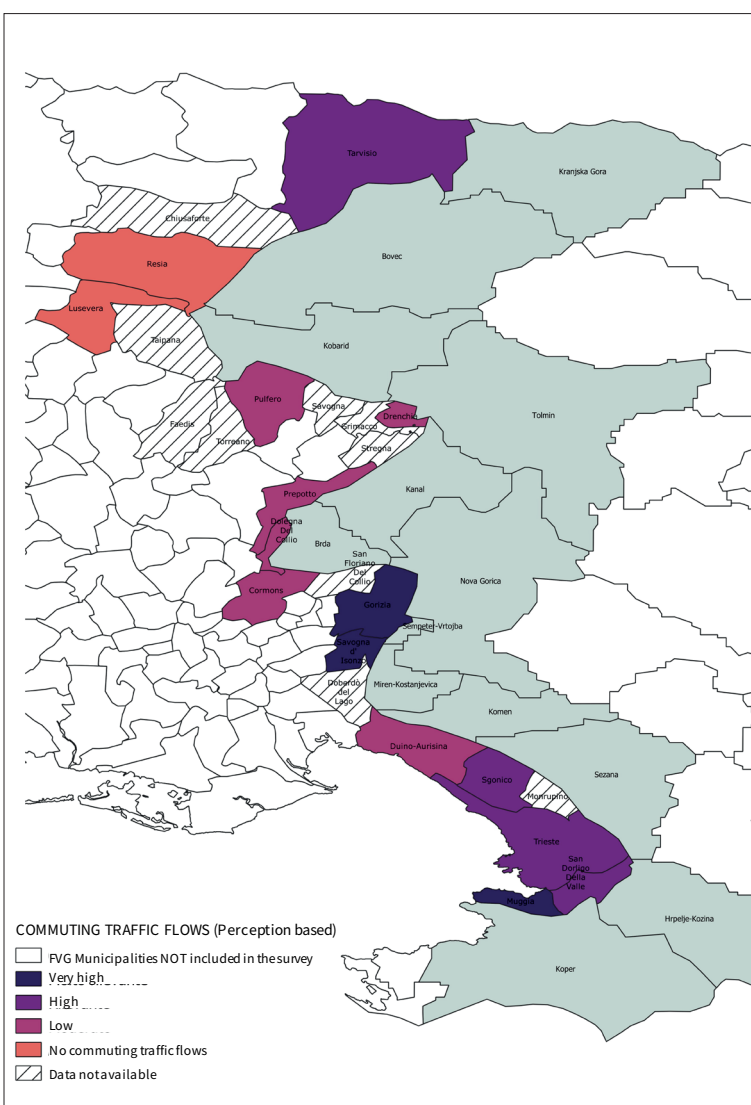 Tarvisio
Kranjska Gora
Chiusaforte
Bovec
Resia
Lusevera
Taipana
Kobarid
Pulfero
Savogna
Drenchia
Grimacco
Tolmin
Faedis
Torreano
Stregna
Kanal
Prepotto
Dolegna
Del
Collio
Brda
San
Floriano
Del
Collio
Nova Gorica
Cormons
Gorizia
Sempeter-Vrtojba
Savogna
d'
Isonzo
Doberdò
del
Lago
Miren-Kostanjevica
Komen
Duino-Aurisina
Sezana
Sgonico
Monrupino
Trieste
San
Dorligo
Della
Valle
Muggia
Hrpelje-Kozina
Koper
COMMUTING TRAFFIC FLOWS (Perception based)
FVG Municipalities NOT included in the survey
Very high
High
Low
No commuting traffic flows
Data not available